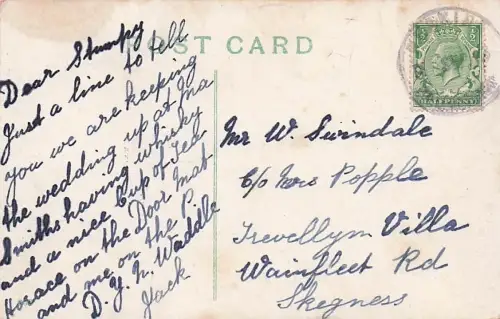 POST CARD
HALFPENNY
Dear Stumpy
Just a line to tell
you we are keeping
the wedding up at Ma
Smiths having whisky
and a nice Cup of Tea
Horace on the Door Mat
and me on the P.
D. Y. N. Waddle
Jack
Mr W. Swindale
c/o Mrs Popple
Trevellyn Villa
Wainfleet Rd
Skegness